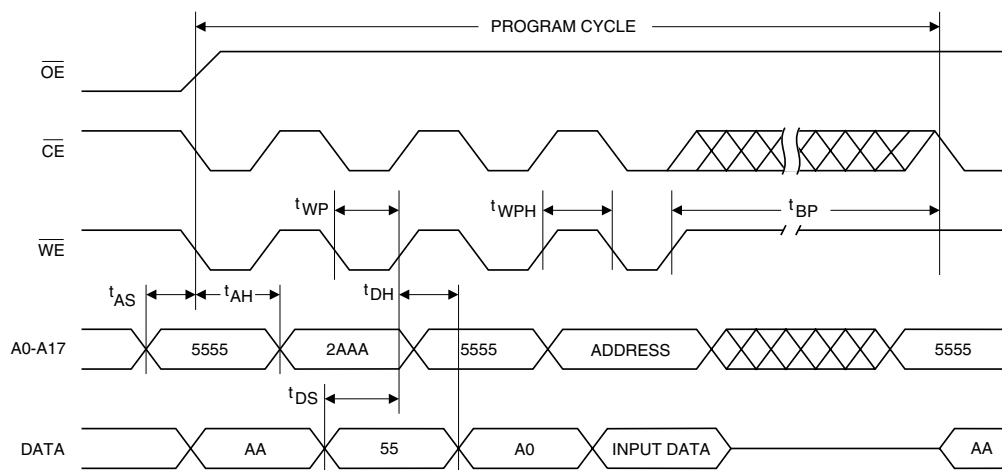 PROGRAM CYCLE
OE
CE
tWP
tWPH
tBP
WE
tAS
tAH
tDH
A0-A17
5555
2AAA
5555
ADDRESS
5555
tDS
DATA
AA
55
A0
INPUT DATA
AA